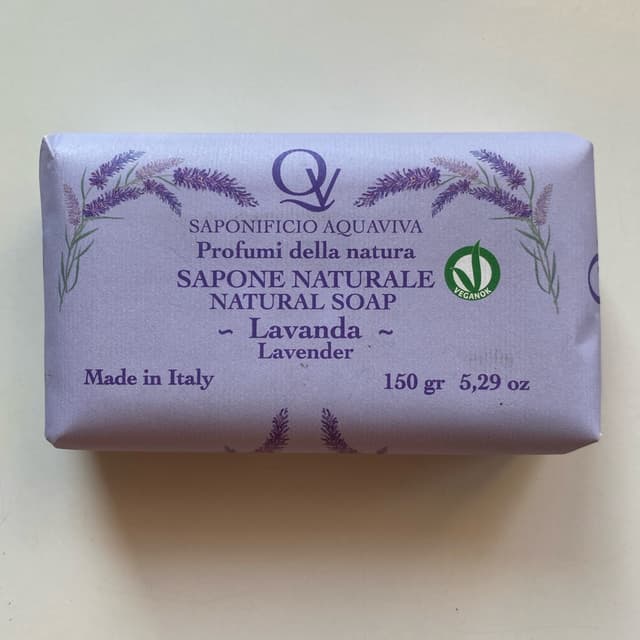 QV
SAPONIFICIO AQUAVIVA
Profumi della natura
SAPONE NATURALE
VEGANOK
NATURAL SOAP
~ Lavanda ~
Lavender
Made in Italy
150 gr 5,29 oz